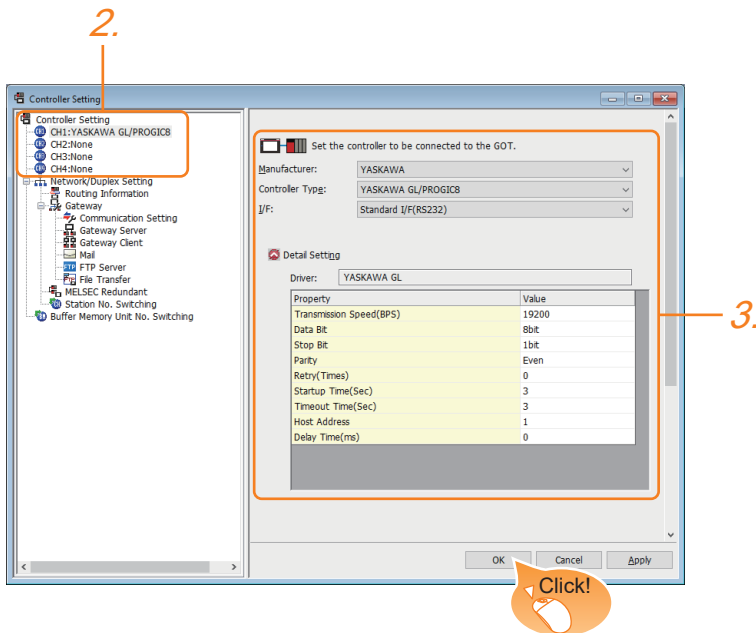 2.
Controller Setting
Controller Setting
CH1:YASKAWA GL/PROGIC8
CH2:None
CH3:None
CH4:None
Network/Duplex Setting
Routing Information
Gateway
Communication Setting
Gateway Server
Gateway Client
Mail
FTP Server
File Transfer
MELSEC Redundant
Station No. Switching
Buffer Memory Unit No. Switching
Set the controller to be connected to the GOT.
Manufacturer: YASKAWA
Controller Type: YASKAWA GL/PROGIC8
I/F: Standard I/F(RS232)
Detail Setting
Driver: YASKAWA GL
Property Value
Transmission Speed(BPS) 19200
Data Bit 8bit
Stop Bit 1bit
Parity Even
Retry(Times) 0
Startup Time(Sec) 3
Timeout Time(Sec) 3
Host Address 1
Delay Time(ms) 0
3.
OK Cancel Apply
Click!